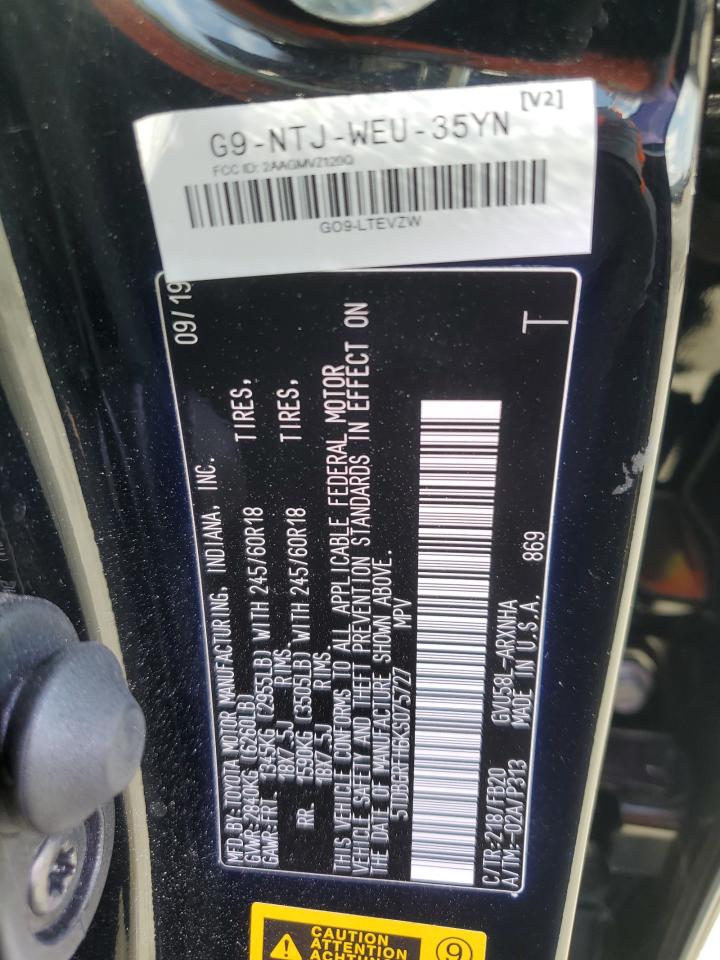 [V2]
G9-NTJ-WEU-35YN
FCC ID: 2AAGMVZ120G
GO9-LTEVZW
09/19
MFD.BY:TOYOTA MOTOR MANUFACTURING, INDIANA, INC.
GVWR:2840KG (6260LB)
GAWR:FRT. 1345KG (2955LB) WITH 245/60R18 TIRES,
18X7.5J RIMS.
RR. 1590KG (3505LB) WITH 245/60R18 TIRES,
18X7.5J RIMS.
THIS VEHICLE CONFORMS TO ALL APPLICABLE FEDERAL MOTOR
VEHICLE SAFETY AND THEFT PREVENTION STANDARDS IN EFFECT ON
THE DATE OF MANUFACTURE SHOWN ABOVE.
5TDBGRFH6KS075727 MPV
C/TR:218/FB20 GVU58L-ARXNHA 869
A/TM:-02A/P313 MADE IN U.S.A.
T
CAUTION
ATTENTION
9